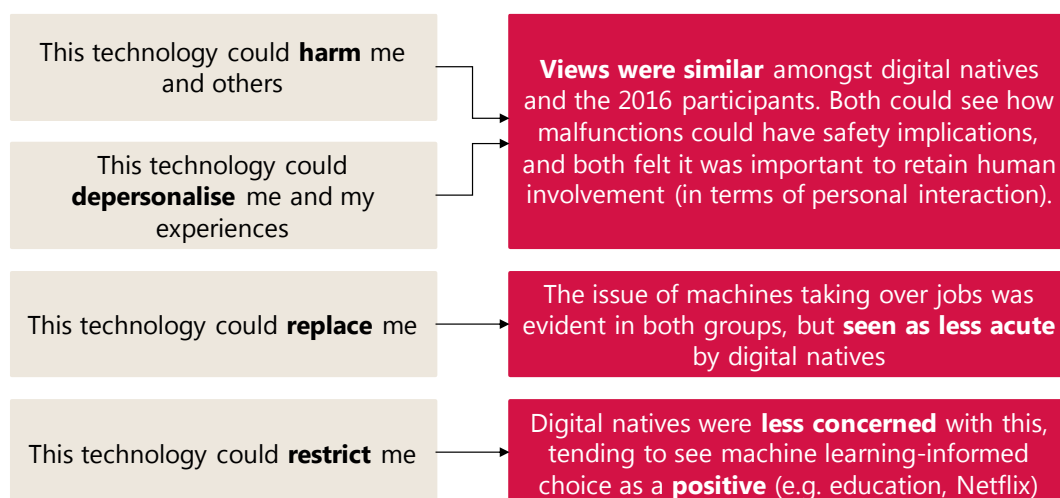 This technology could harm me
and others
Views were similar amongst digital natives
and the 2016 participants. Both could see how
malfunctions could have safety implications,
and both felt it was important to retain human
involvement (in terms of personal interaction).
This technology could
depersonalise me and my
experiences
This technology could replace me
The issue of machines taking over jobs was
evident in both groups, but seen as less acute
by digital natives
This technology could restrict me
Digital natives were less concerned with this,
tending to see machine learning-informed
choice as a positive (e.g. education, Netflix)